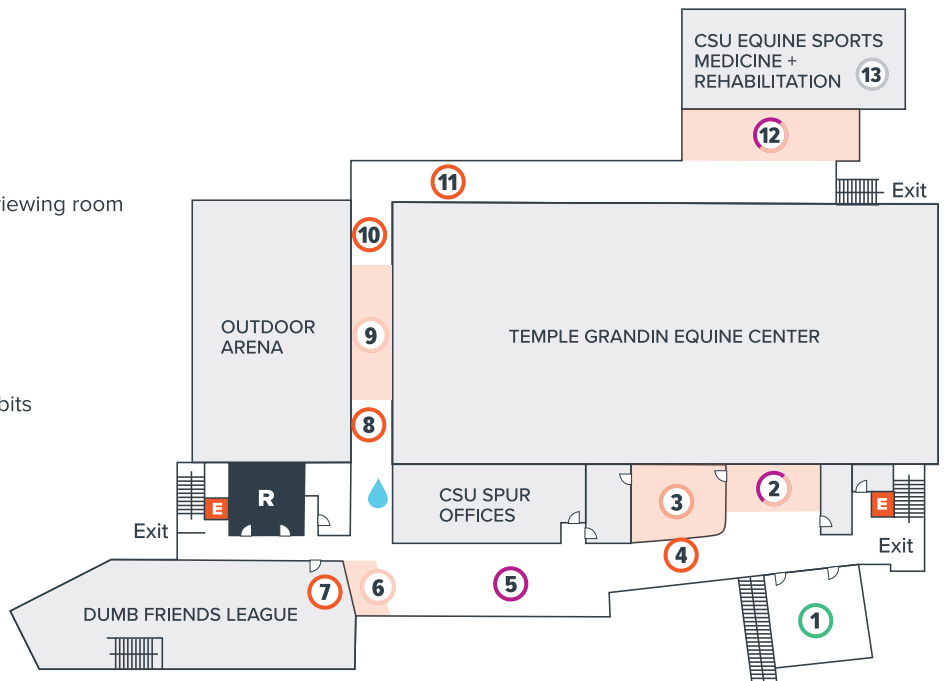 CSU EQUINE SPORTS
MEDICINE +
REHABILITATION
13
12
11
Exit
viewing room
10
OUTDOOR
ARENA
9
TEMPLE GRANDIN EQUINE CENTER
bits
8
R
E
CSU SPUR
OFFICES
3
2
E
Exit
4
Exit
7
6
5
DUMB FRIENDS LEAGUE
1